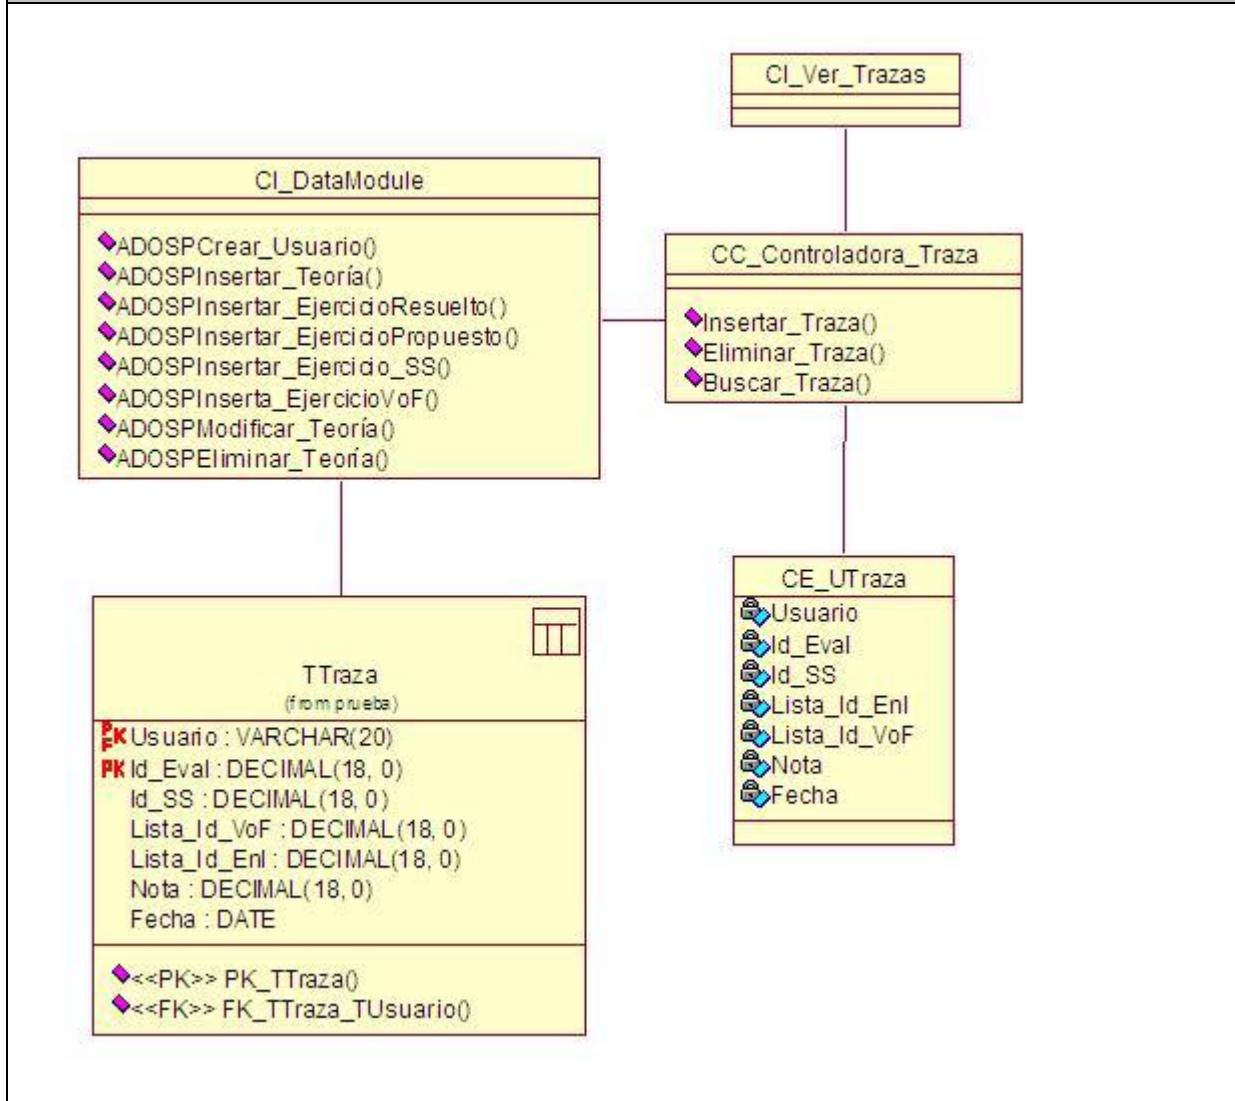 CI_Ver_Trazas
CI_DataModule
ADOSPCrear_Usuario()
ADOSPInsertar_Teoría()
ADOSPInsertar_EjercicioResuelto()
ADOSPInsertar_EjercicioPropuesto()
ADOSPInsertar_Ejercicio_SS()
ADOSPInserta_EjercicioVoF()
ADOSPModificar_Teoría()
ADOSPEliminar_Teoría()
CC_Controladora_Traza
Insertar_Traza()
Eliminar_Traza()
Buscar_Traza()
TTraza
(from prueba)
PFK Usuario : VARCHAR(20)
PK Id_Eval : DECIMAL(18, 0)
Id_SS : DECIMAL(18, 0)
Lista_Id_VoF : DECIMAL(18, 0)
Lista_Id_Enl : DECIMAL(18, 0)
Nota : DECIMAL(18, 0)
Fecha : DATE
<<PK>> PK_TTraza()
<<FK>> FK_TTraza_TUsuario()
CE_UTraza
Usuario
Id_Eval
Id_SS
Lista_Id_Enl
Lista_Id_VoF
Nota
Fecha